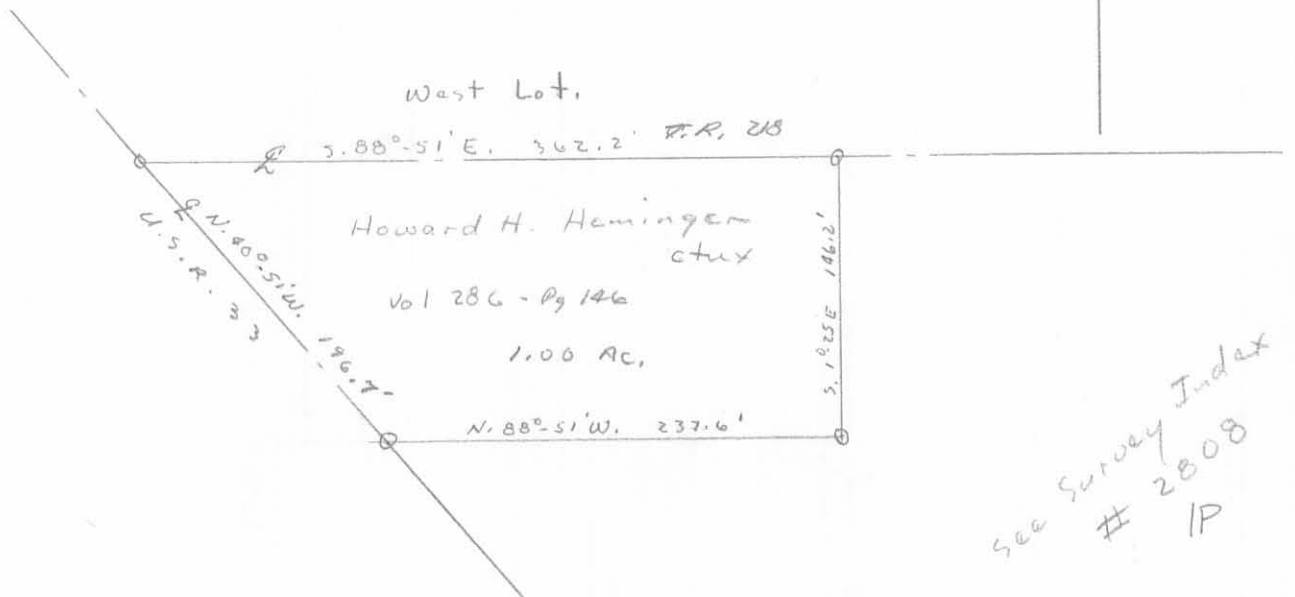 West Lot.
℄ S. 88°-51' E. 362.2' T.R. 218
℄ N. 40°-51'W. 196.7'
U.S.R. 33
Howard H. Heminger
etux
Vol 286 - Pg 146
1.00 Ac.
S. 1°-25 E 146.2'
N. 88°-51'W. 237.6'
See Survey Index
# 2808
IP